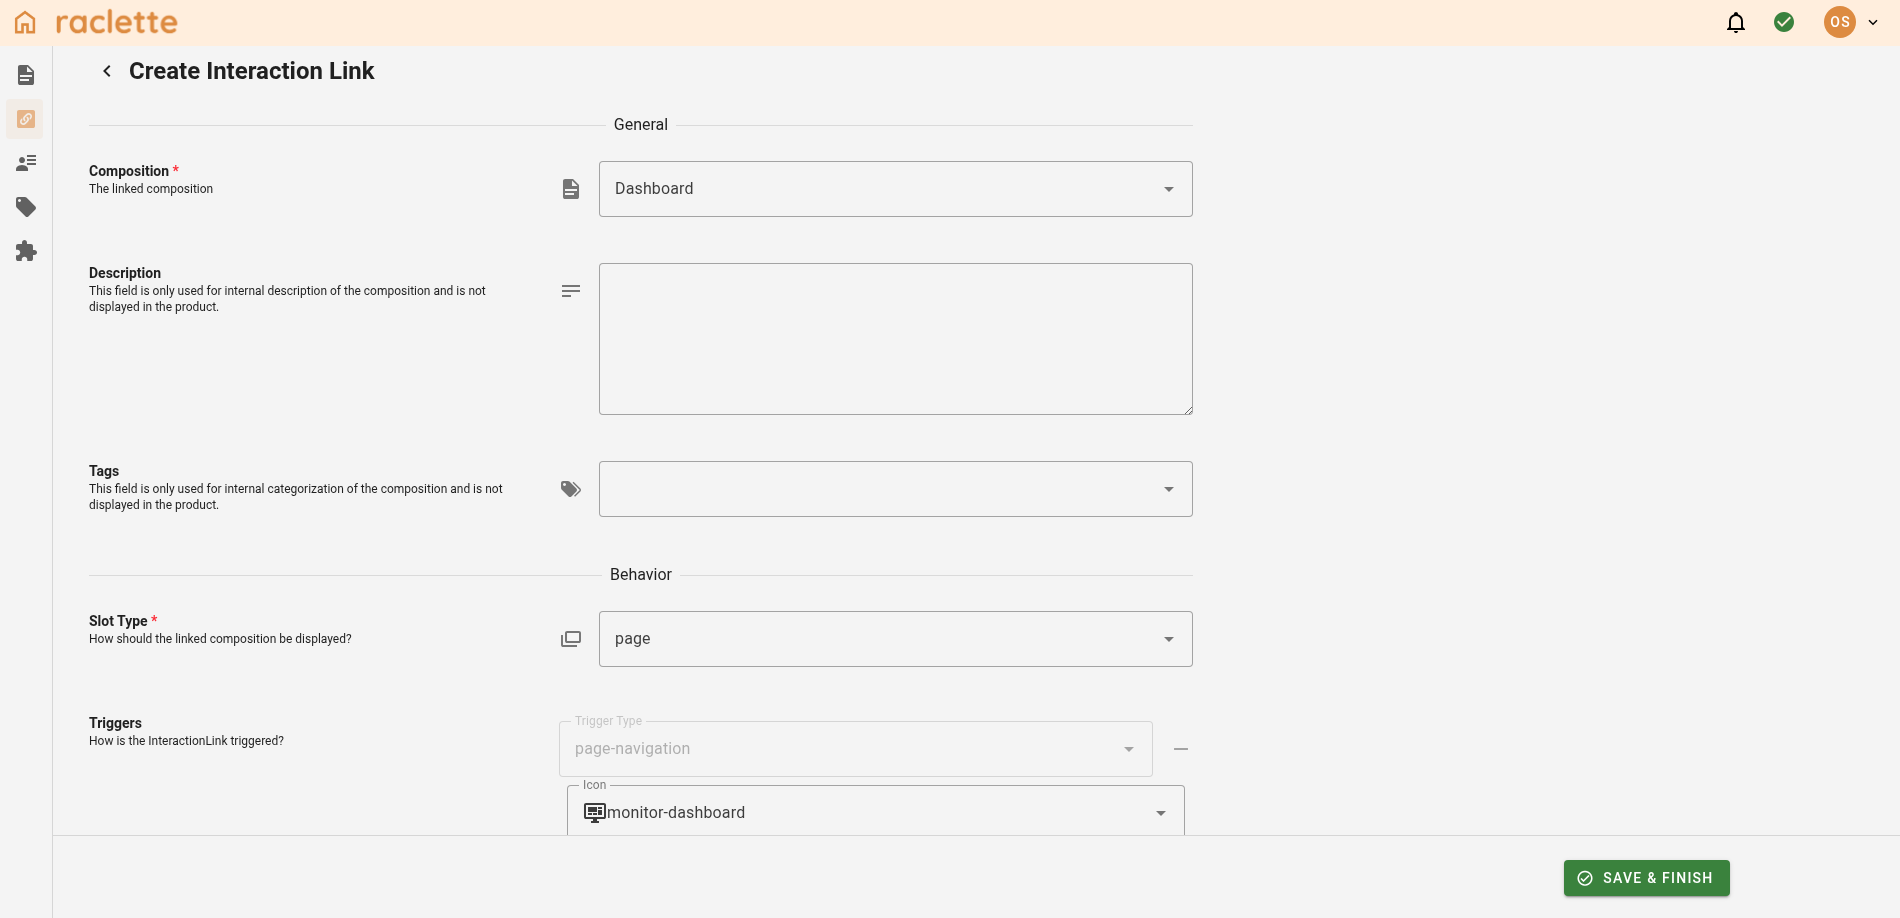 raclette
OS
Create Interaction Link
General
Composition *
The linked composition
Dashboard
Description
This field is only used for internal description of the composition and is not
displayed in the product.
Tags
This field is only used for internal categorization of the composition and is not
displayed in the product.
Behavior
Slot Type *
How should the linked composition be displayed?
page
Triggers
How is the InteractionLink triggered?
Trigger Type
page-navigation
Icon
monitor-dashboard
SAVE & FINISH